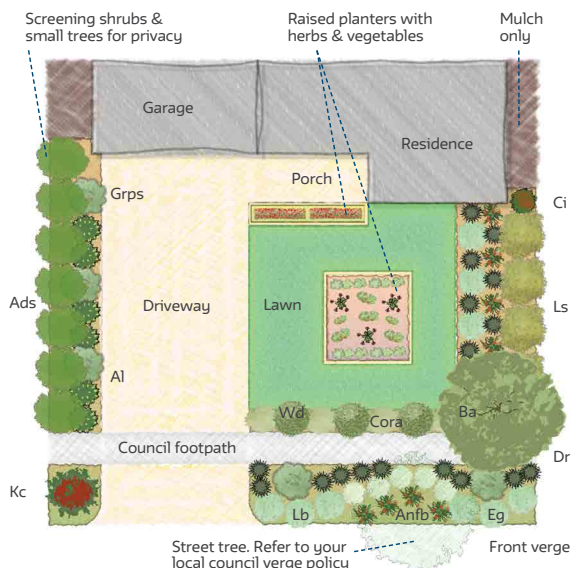 Screening shrubs &
small trees for privacy
Raised planters with
herbs & vegetables
Mulch
only
Garage
Residence
Porch
Grps
Ci
Ads
Driveway
Lawn
Ls
Al
Wd
Cora
Ba
Council footpath
Dr
Kc
Lb
Anfb
Eg
Street tree. Refer to your
local council verge policy
Front verge